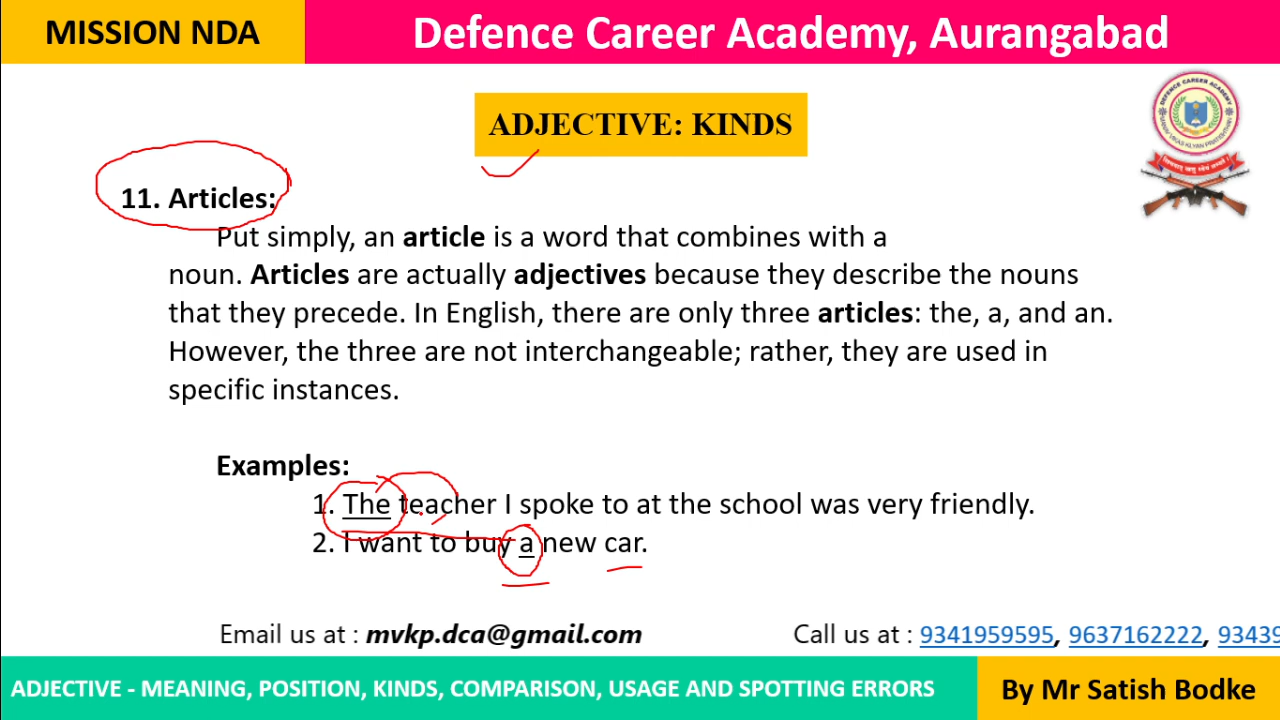 MISSION NDA
Defence Career Academy, Aurangabad
ADJECTIVE: KINDS
DEFENCE CAREER ACADEMY
11. Articles:
Put simply, an article is a word that combines with a
noun. Articles are actually adjectives because they describe the nouns
that they precede. In English, there are only three articles: the, a, and an.
However, the three are not interchangeable; rather, they are used in
specific instances.
Examples:
1. The teacher I spoke to at the school was very friendly.
2. I want to buy a new car.
Email us at : mvkp.dca@gmail.com
Call us at : 9341959595, 9637162222, 93439
ADJECTIVE - MEANING, POSITION, KINDS, COMPARISON, USAGE AND SPOTTING ERRORS
By Mr Satish Bodke